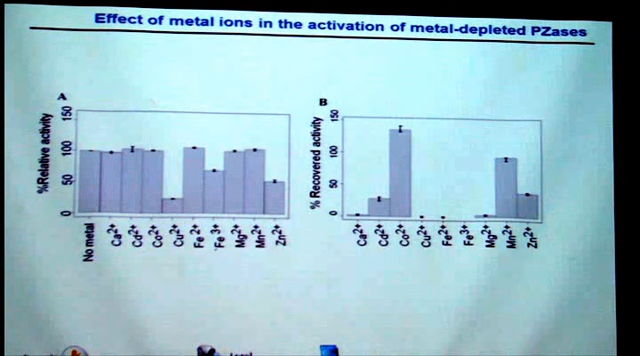 Effect of metal ions in the activation of metal-depleted PZases
A
%Relative activity
150
100
50
0
No metal
Ca2+
Cd2+
Co2+
Cu2+
Fe2+
Fe3+
Mg2+
Mn2+
Zn2+
B
% Recovered activity
150
100
50
0
Ca2+
Cd2+
Co2+
Cu2+
Fe2+
Fe3+
Mg2+
Mn2+
Zn2+